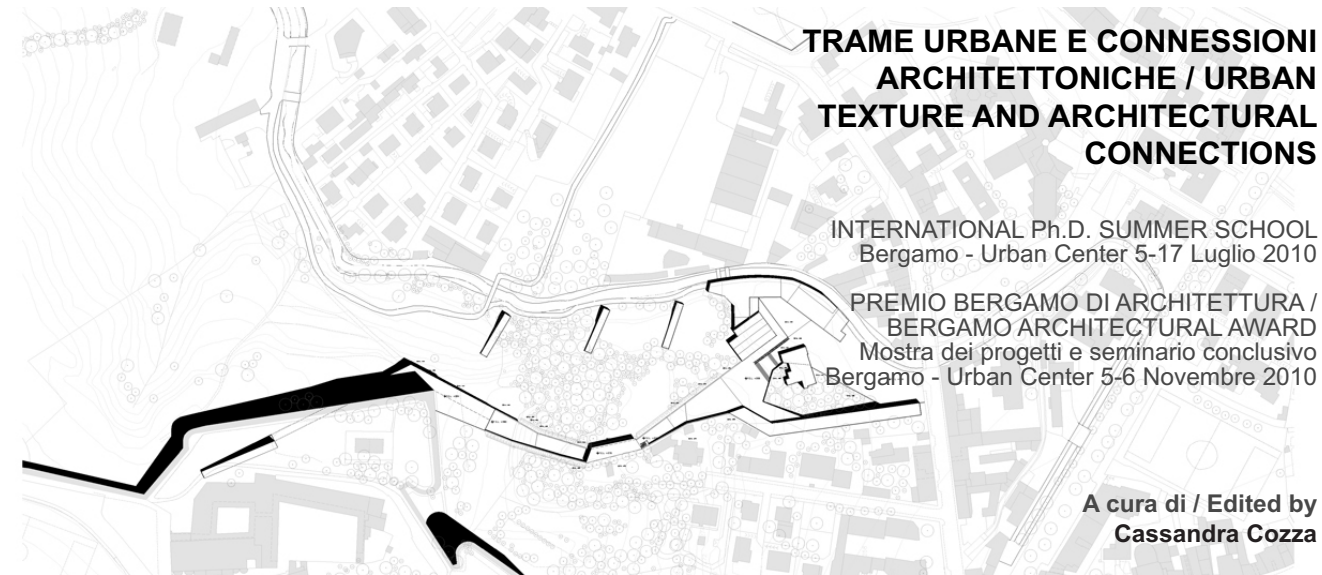 TRAME URBANE E CONNESSIONI
ARCHITETTONICHE / URBAN
TEXTURE AND ARCHITECTURAL
CONNECTIONS
INTERNATIONAL Ph.D. SUMMER SCHOOL
Bergamo - Urban Center 5-17 Luglio 2010
PREMIO BERGAMO DI ARCHITETTURA /
BERGAMO ARCHITECTURAL AWARD
Mostra dei progetti e seminario conclusivo
Bergamo - Urban Center 5-6 Novembre 2010
A cura di / Edited by
Cassandra Cozza